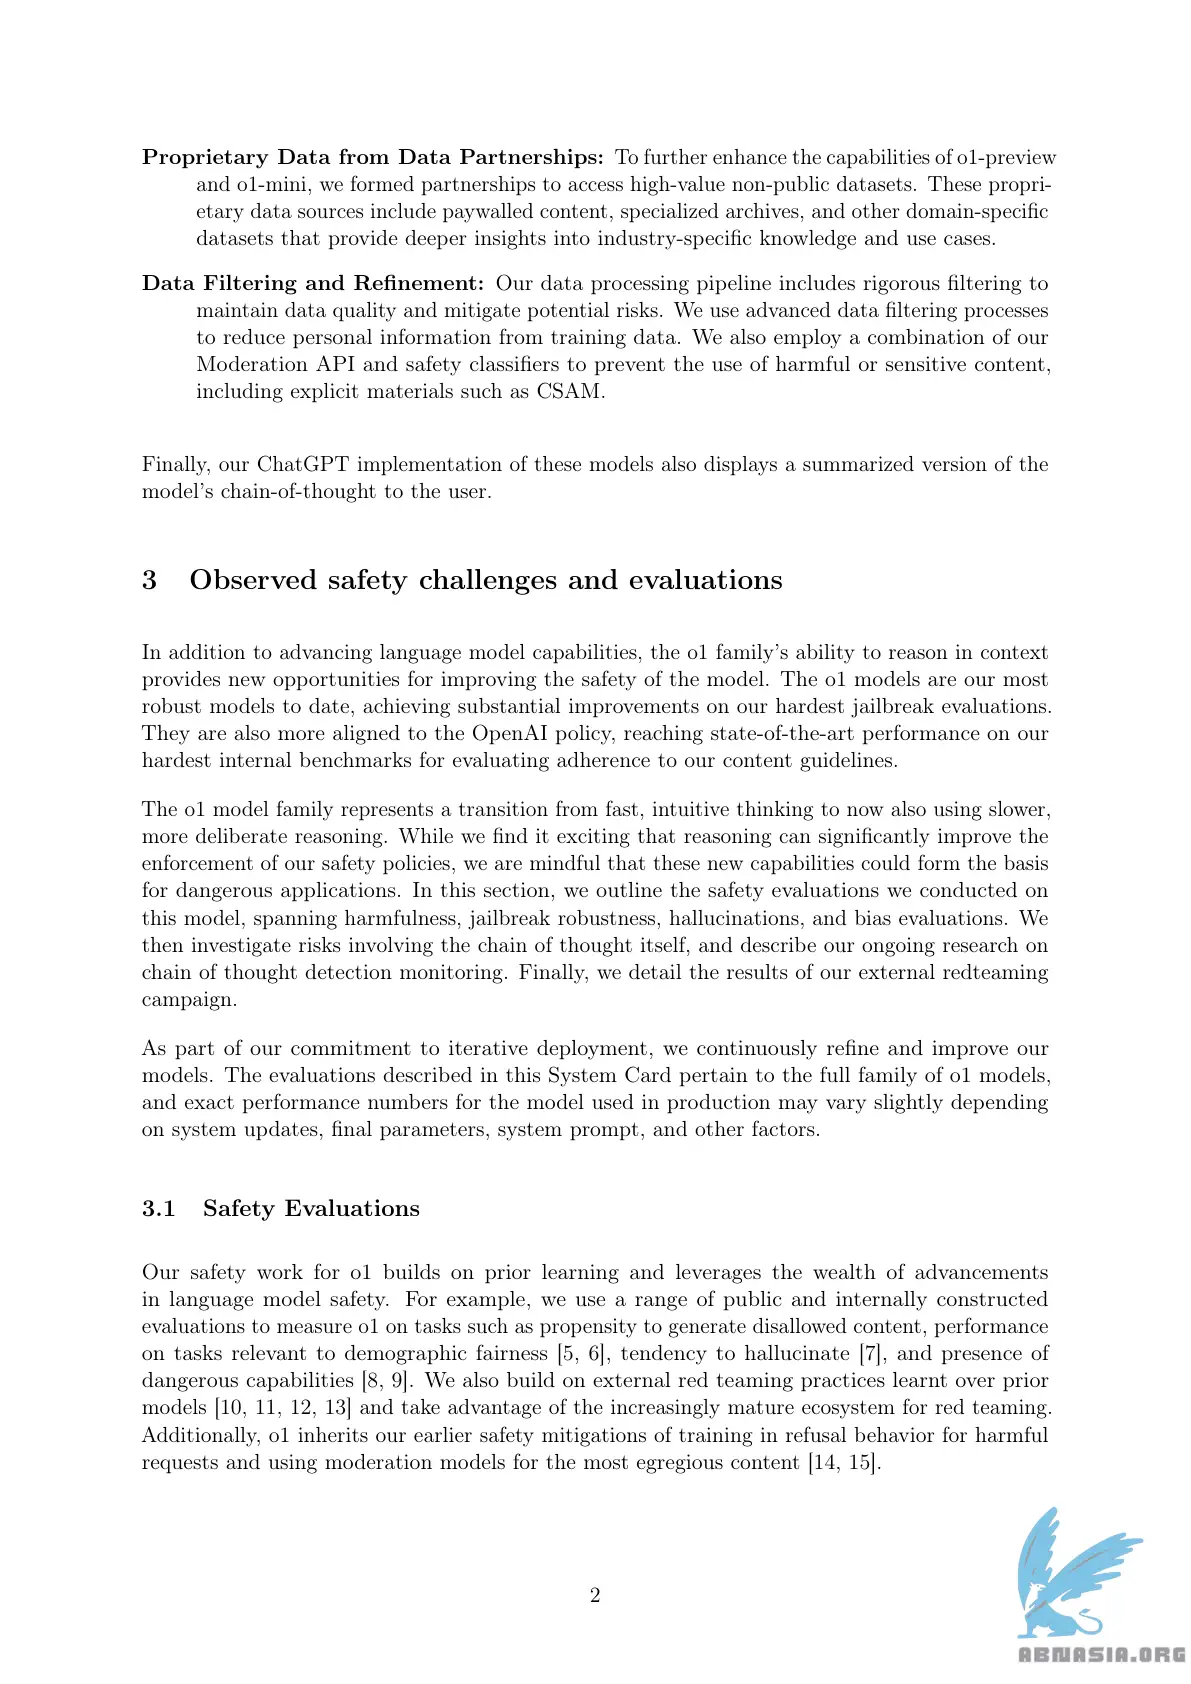 Proprietary Data from Data Partnerships: To further enhance the capabilities of o1-preview
and o1-mini, we formed partnerships to access high-value non-public datasets. These propri-
etary data sources include paywalled content, specialized archives, and other domain-specific
datasets that provide deeper insights into industry-specific knowledge and use cases.
Data Filtering and Refinement: Our data processing pipeline includes rigorous filtering to
maintain data quality and mitigate potential risks. We use advanced data filtering processes
to reduce personal information from training data. We also employ a combination of our
Moderation API and safety classifiers to prevent the use of harmful or sensitive content,
including explicit materials such as CSAM.
Finally, our ChatGPT implementation of these models also displays a summarized version of the
model's chain-of-thought to the user.
3 Observed safety challenges and evaluations
In addition to advancing language model capabilities, the o1 family's ability to reason in context
provides new opportunities for improving the safety of the model. The o1 models are our most
robust models to date, achieving substantial improvements on our hardest jailbreak evaluations.
They are also more aligned to the OpenAI policy, reaching state-of-the-art performance on our
hardest internal benchmarks for evaluating adherence to our content guidelines.
The o1 model family represents a transition from fast, intuitive thinking to now also using slower,
more deliberate reasoning. While we find it exciting that reasoning can significantly improve the
enforcement of our safety policies, we are mindful that these new capabilities could form the basis
for dangerous applications. In this section, we outline the safety evaluations we conducted on
this model, spanning harmfulness, jailbreak robustness, hallucinations, and bias evaluations. We
then investigate risks involving the chain of thought itself, and describe our ongoing research on
chain of thought detection monitoring. Finally, we detail the results of our external redteaming
campaign.
As part of our commitment to iterative deployment, we continuously refine and improve our
models. The evaluations described in this System Card pertain to the full family of o1 models,
and exact performance numbers for the model used in production may vary slightly depending
on system updates, final parameters, system prompt, and other factors.
3.1 Safety Evaluations
Our safety work for o1 builds on prior learning and leverages the wealth of advancements
in language model safety. For example, we use a range of public and internally constructed
evaluations to measure o1 on tasks such as propensity to generate disallowed content, performance
on tasks relevant to demographic fairness [5, 6], tendency to hallucinate [7], and presence of
dangerous capabilities [8, 9]. We also build on external red teaming practices learnt over prior
models [10, 11, 12, 13] and take advantage of the increasingly mature ecosystem for red teaming.
Additionally, o1 inherits our earlier safety mitigations of training in refusal behavior for harmful
requests and using moderation models for the most egregious content [14, 15].
2
ABNASIA.ORG